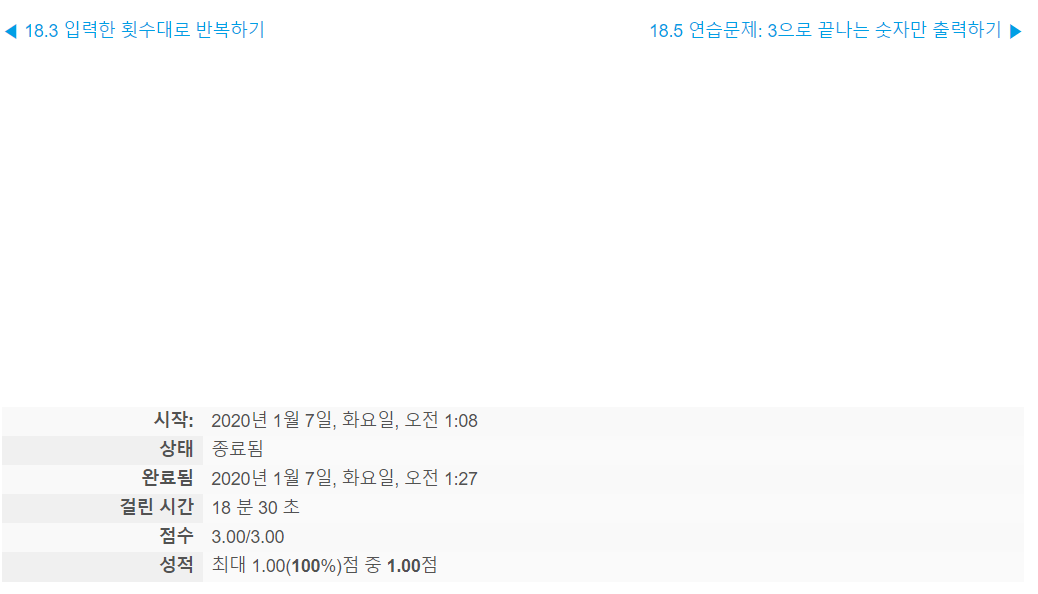 ◀ 18.3 입력한 횟수대로 반복하기
18.5 연습문제: 3으로 끝나는 숫자만 출력하기 ▶
시작: 2020년 1월 7일, 화요일, 오전 1:08
상태 종료됨
완료됨 2020년 1월 7일, 화요일, 오전 1:27
걸린 시간 18 분 30 초
점수 3.00/3.00
성적 최대 1.00(100%)점 중 1.00점